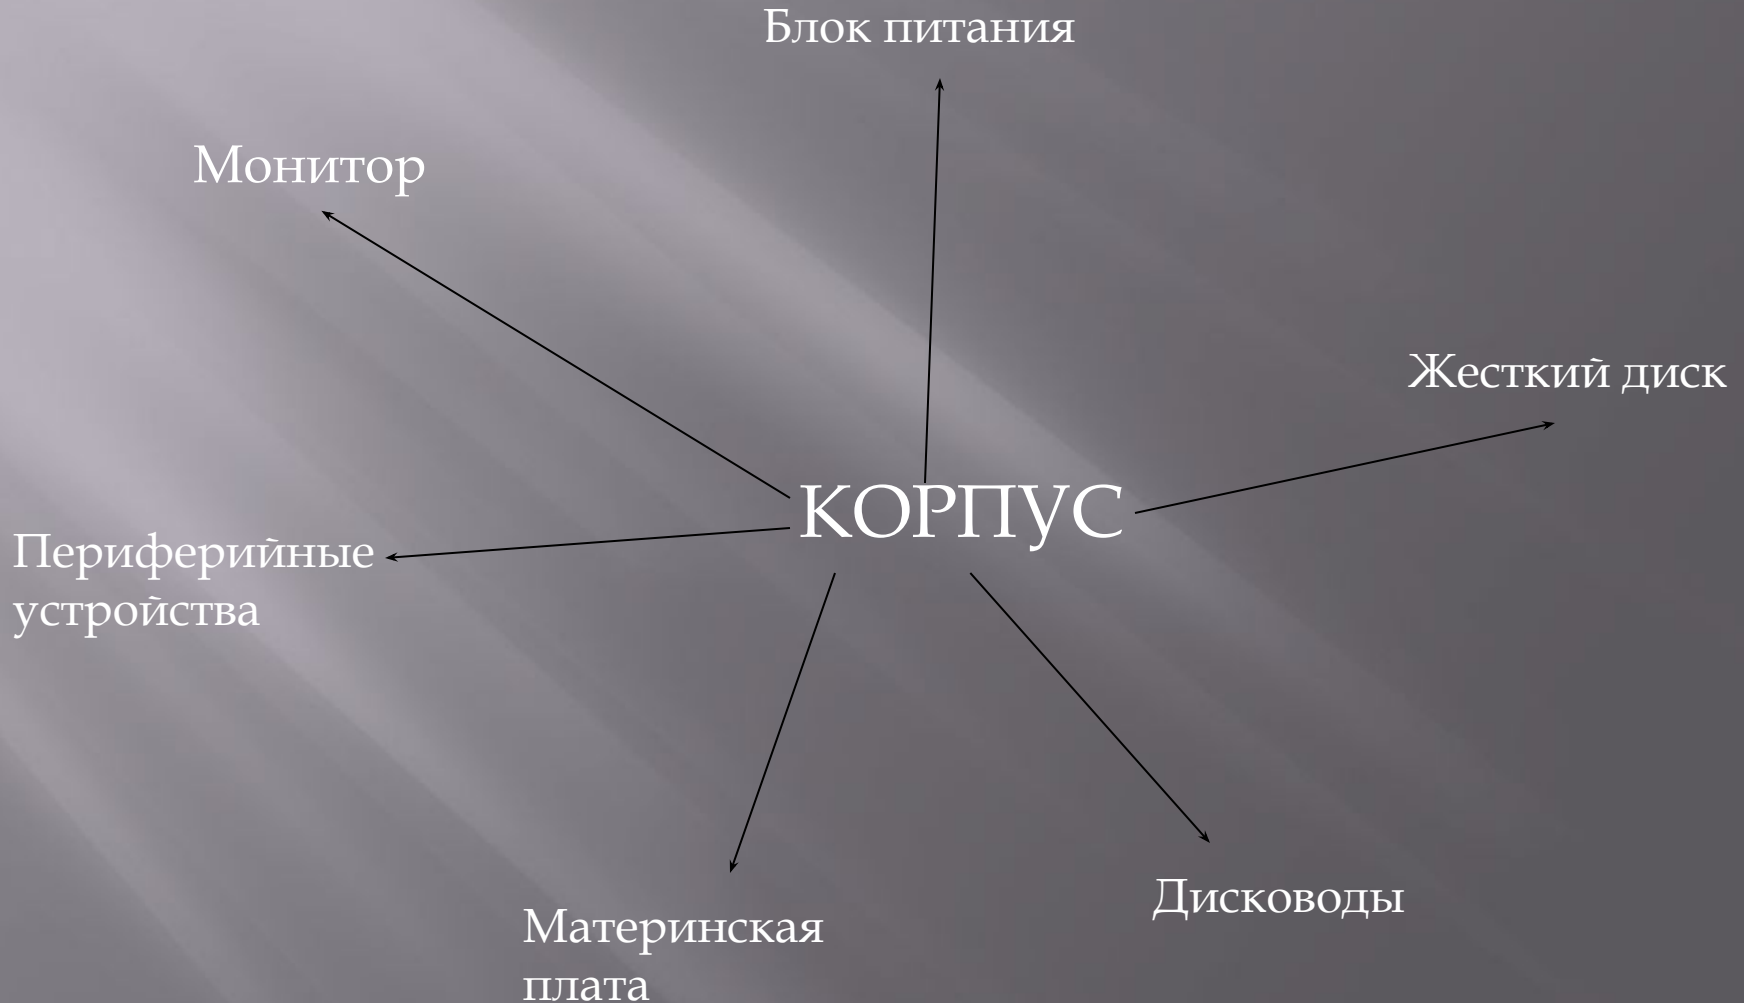 Блок питания
Монитор
Жесткий диск
КОРПУС
Периферийные
устройства
Дисководы
Материнская
плата